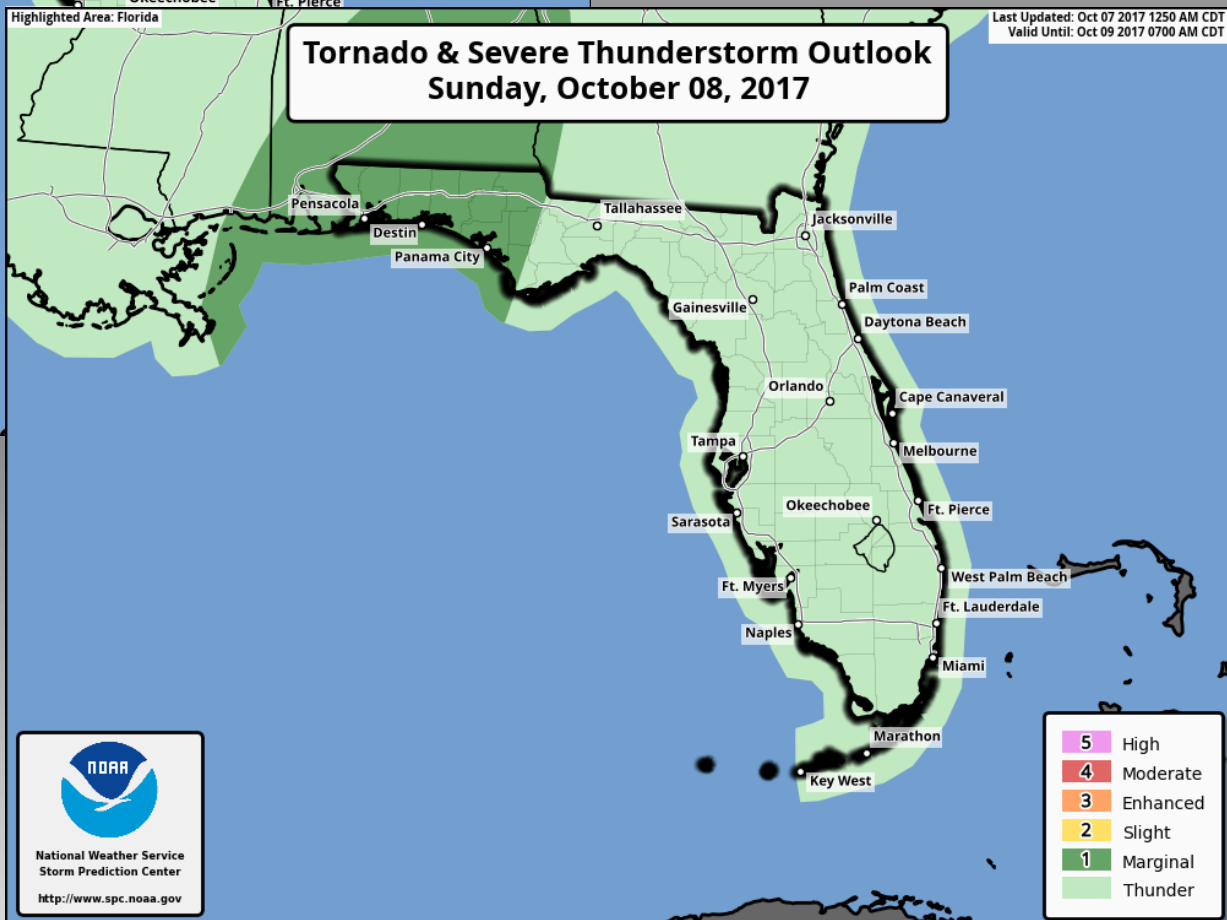 Okeechobee
Ft. Pierce
Highlighted Area: Florida
Last Updated: Oct 07 2017 1250 AM CDT
Valid Until: Oct 09 2017 0700 AM CDT
Tornado & Severe Thunderstorm Outlook
Sunday, October 08, 2017
Pensacola
Tallahassee
Jacksonville
Destin
Panama City
Palm Coast
Gainesville
Daytona Beach
Orlando
Cape Canaveral
Tampa
Melbourne
Okeechobee
Ft. Pierce
Sarasota
West Palm Beach
Ft. Myers
Ft. Lauderdale
Naples
Miami
Marathon
Key West
NOAA
National Weather Service
Storm Prediction Center
http://www.spc.noaa.gov
5 High
4 Moderate
3 Enhanced
2 Slight
1 Marginal
Thunder